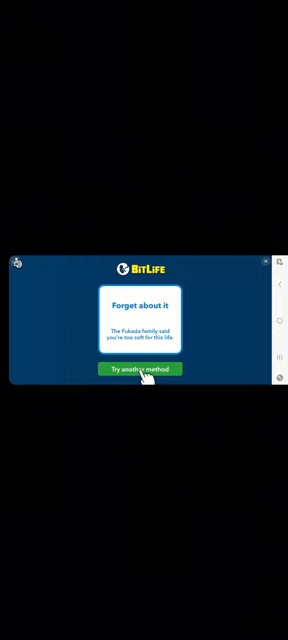 BITLIFE
Forget about it
The Fukada family said
you're too soft for this life.
Try another method